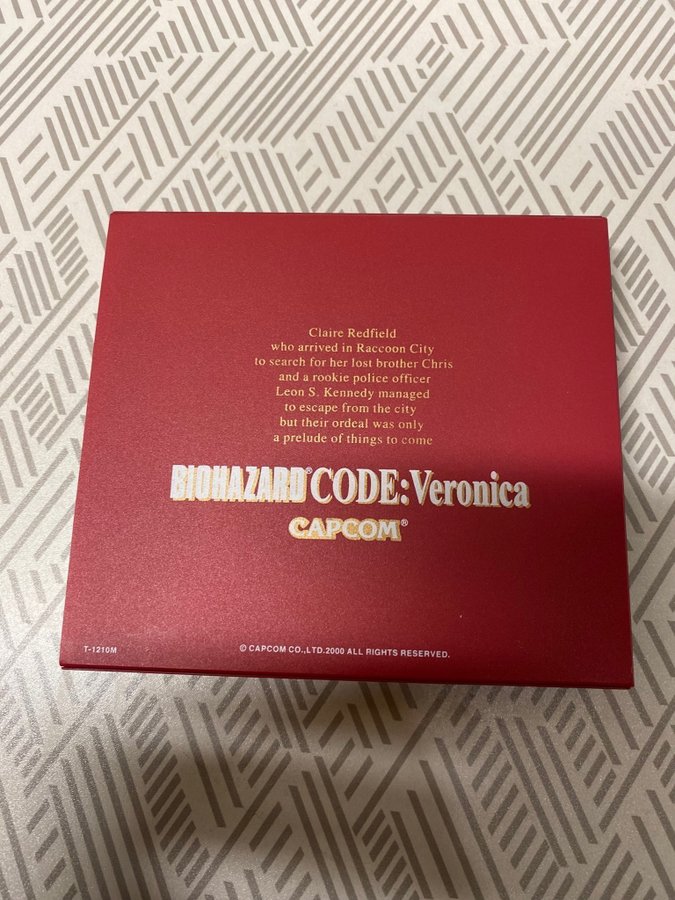 Claire Redfield
who arrived in Raccoon City
to search for her lost brother Chris
and a rookie police officer
Leon S. Kennedy managed
to escape from the city
but their ordeal was only
a prelude of things to come
BIOHAZARD® CODE:Veronica
CAPCOM®
T-1210M
© CAPCOM CO.,LTD.2000 ALL RIGHTS RESERVED.